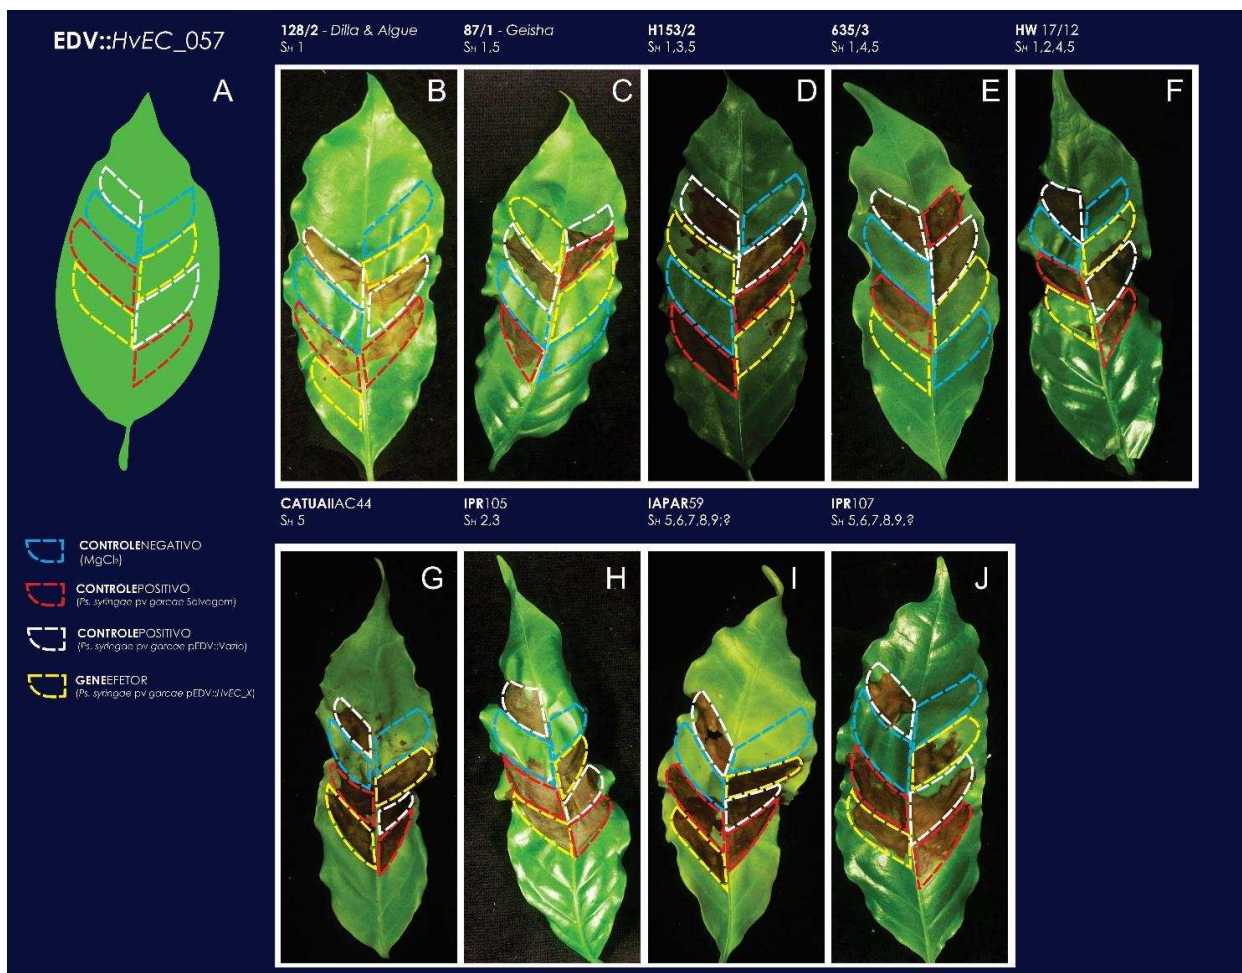 EDV::HvEC_057
128/2 - Dilla & Algue
SH 1
87/1 - Geisha
SH 1,5
H153/2
SH 1,3,5
635/3
SH 1,4,5
HW 17/12
SH 1,2,4,5
A
B
C
D
E
F
CATUAIIAC44
SH 5
IPR105
SH 2,3
IAPAR59
SH 5,6,7,8,9;?
IPR107
SH 5,6,7,8,9,?
G
H
I
J
CONTROLENEGATIVO
(MgCl²)
CONTROLEPOSITIVO
(Ps. syringae pv garcae Selvagem)
CONTROLEPOSITIVO
(Ps. syringae pv garcae pEDV::Vazio)
GENEEFETOR
(Ps. syringae pv garcae pEDV::HvEC_X)